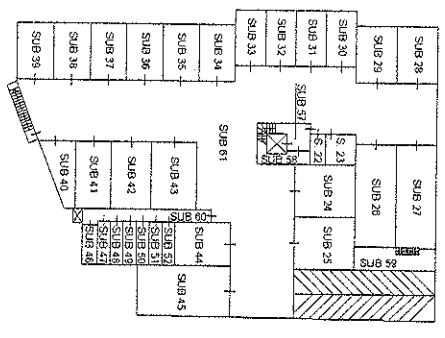 SUB 39
SUB 38
SUB 37
SUB 36
SUB 35
SUB 34
SUB 33
SUB 32
SUB 31
SUB 30
SUB 29
SUB 28
SUB 57
SUB 61
SUB 58
S. 22
S. 23
SUB 40
SUB 41
SUB 42
SUB 43
SUB 24
SUB 26
SUB 27
SUB 60
SUB 46
SUB 47
SUB 48
SUB 49
SUB 50
SUB 51
SUB 52
SUB 44
SUB 25
SUB 59
SUB 45